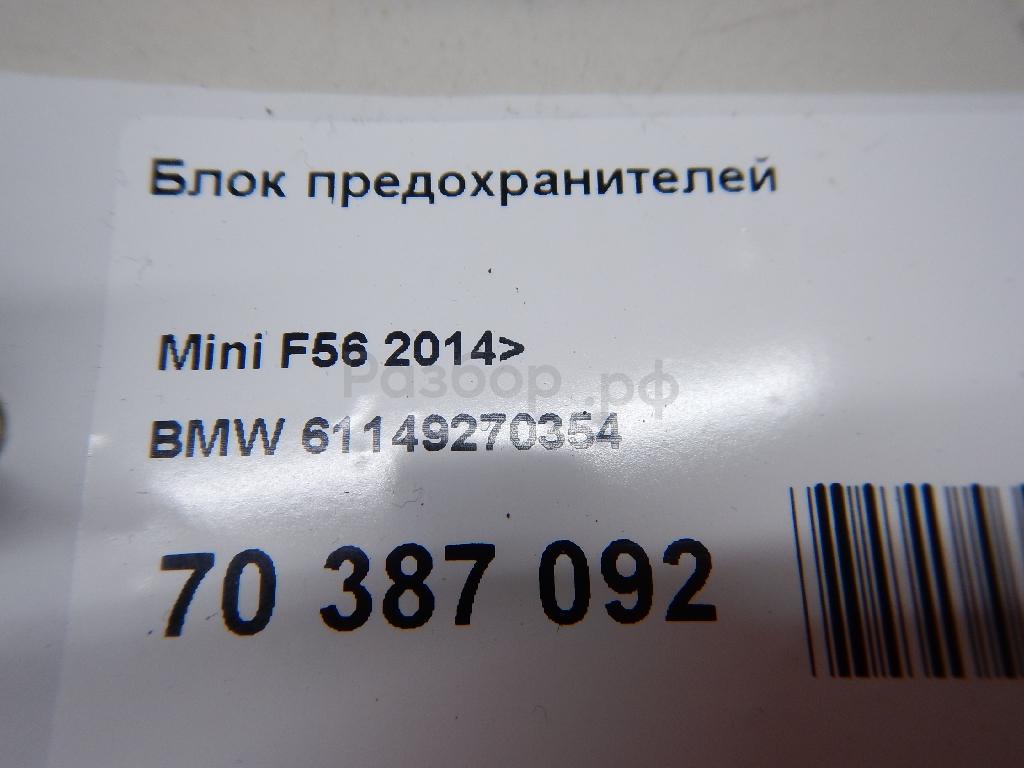 Блок предохранителей
Mini F56 2014>
Разбор.рф
BMW 61149270354
70 387 092